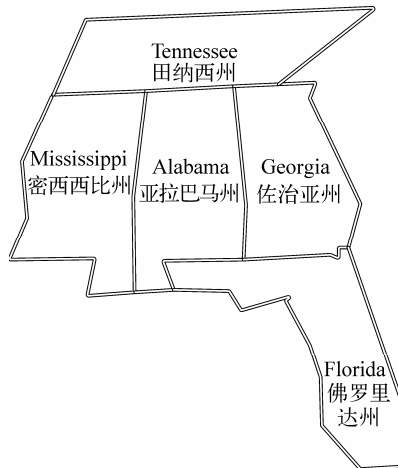 Tennessee
田纳西州
Mississippi
密西西比州
Alabama
亚拉巴马州
Georgia
佐治亚州
Florida
佛罗里
达州